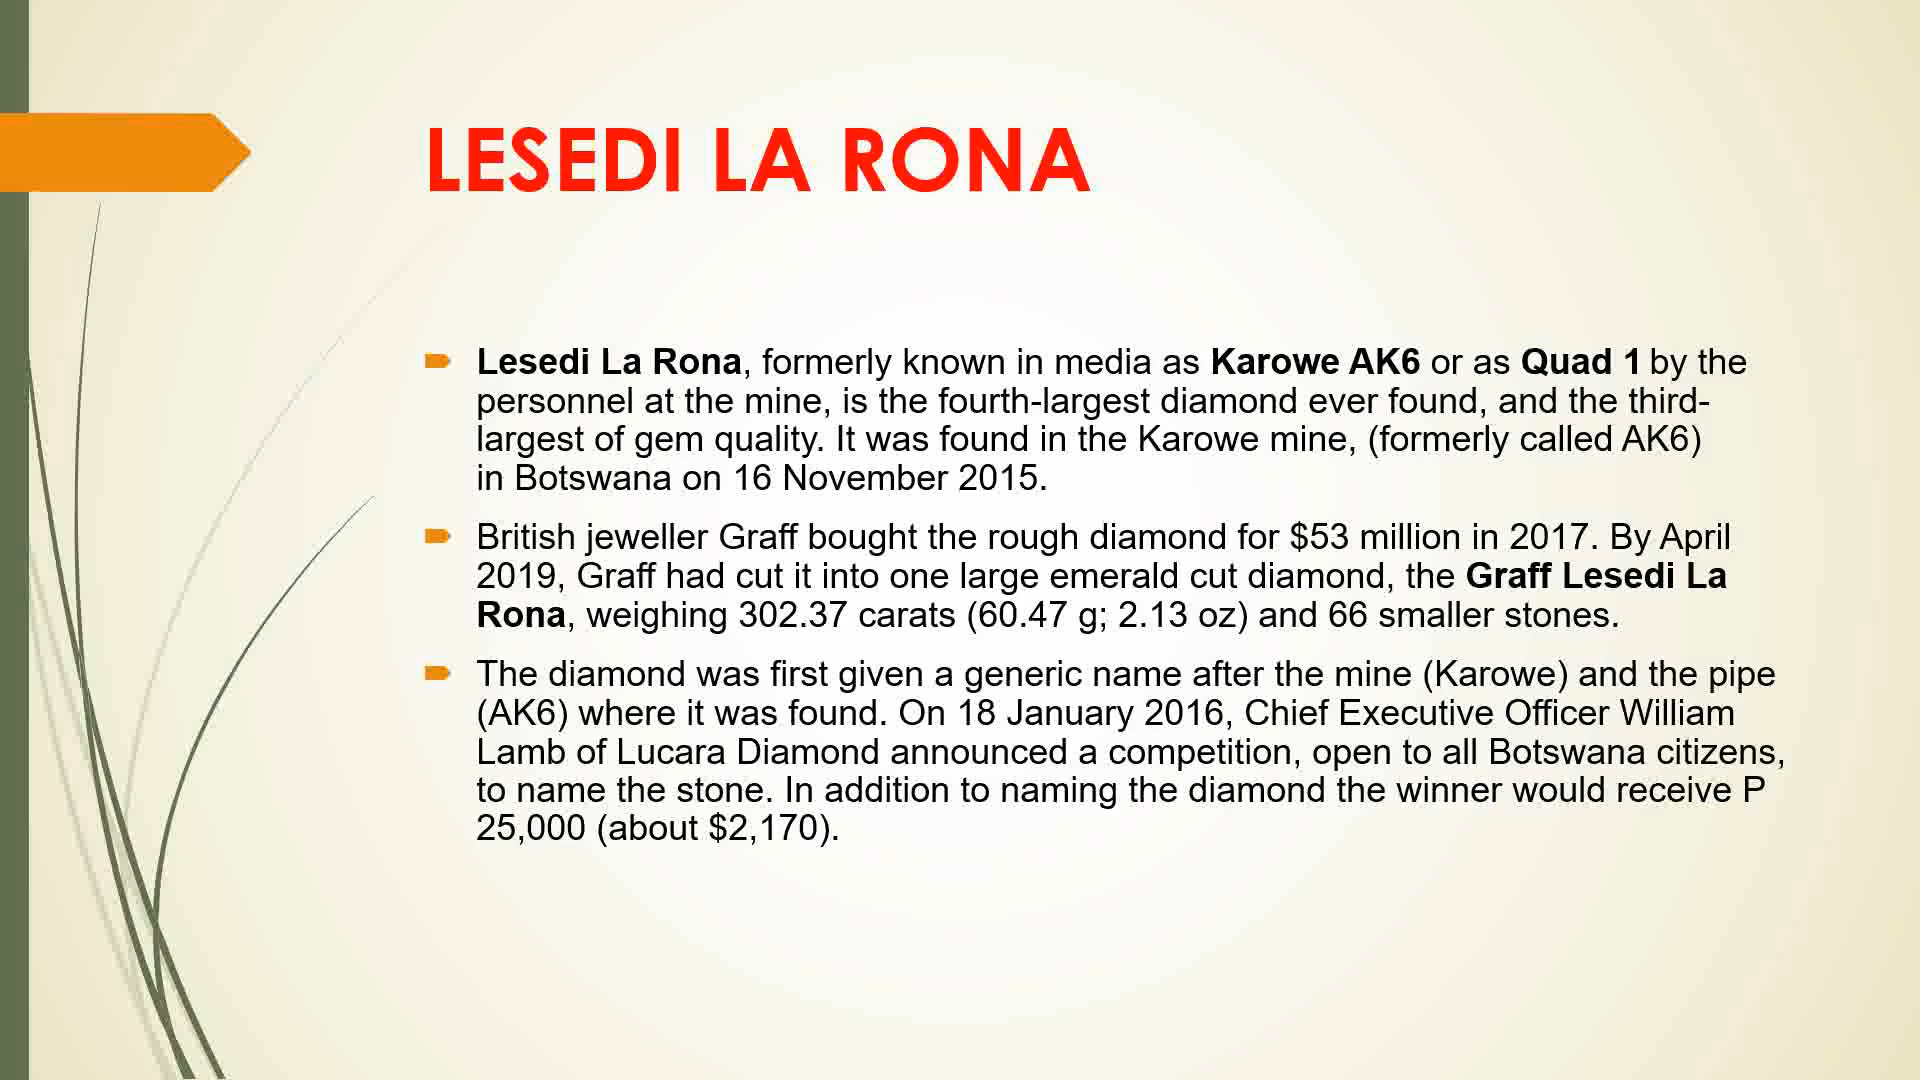 LESEDI LA RONA
Lesedi La Rona, formerly known in media as Karowe AK6 or as Quad 1 by the
personnel at the mine, is the fourth-largest diamond ever found, and the third-
largest of gem quality. It was found in the Karowe mine, (formerly called AK6)
in Botswana on 16 November 2015.
British jeweller Graff bought the rough diamond for $53 million in 2017. By April
2019, Graff had cut it into one large emerald cut diamond, the Graff Lesedi La
Rona, weighing 302.37 carats (60.47 g; 2.13 oz) and 66 smaller stones.
The diamond was first given a generic name after the mine (Karowe) and the pipe
(AK6) where it was found. On 18 January 2016, Chief Executive Officer William
Lamb of Lucara Diamond announced a competition, open to all Botswana citizens,
to name the stone. In addition to naming the diamond the winner would receive P
25,000 (about $2,170).